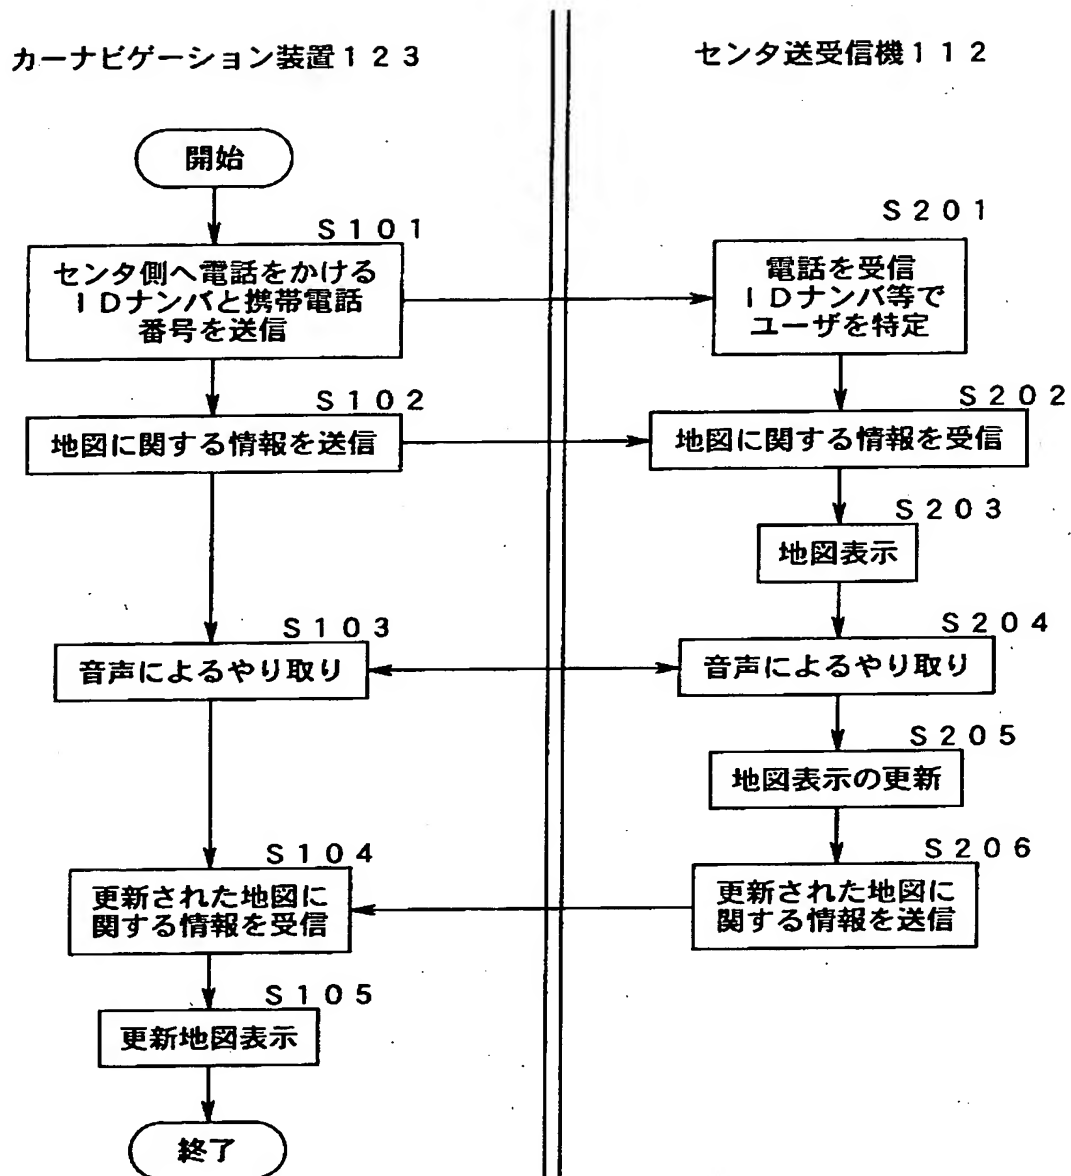 カーナビゲーション装置123
センタ送受信機112
開始
S101
センタ側へ電話をかける
IDナンバと携帯電話
番号を送信
S201
電話を受信
IDナンバ等で
ユーザを特定
S102
地図に関する情報を送信
S202
地図に関する情報を受信
S203
地図表示
S103
音声によるやり取り
S204
音声によるやり取り
S205
地図表示の更新
S104
更新された地図に
関する情報を受信
S206
更新された地図に
関する情報を送信
S105
更新地図表示
終了